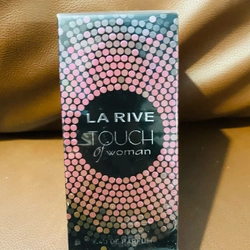 LA RIVE
TOUCH
of woman
EAU DE PARFUM